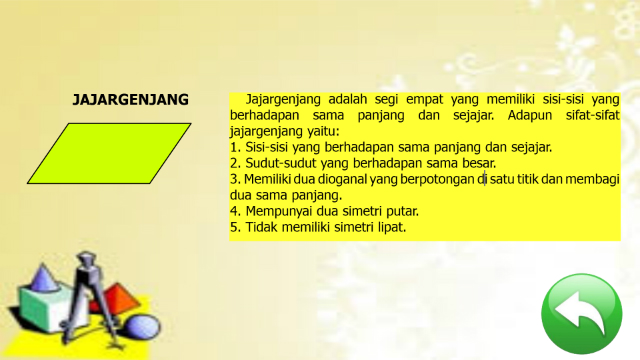 JAJARGENJANG
Jajargenjang adalah segi empat yang memiliki sisi-sisi yang
berhadapan sama panjang dan sejajar. Adapun sifat-sifat
jajargenjang yaitu:
1. Sisi-sisi yang berhadapan sama panjang dan sejajar.
2. Sudut-sudut yang berhadapan sama besar.
3. Memiliki dua dioganal yang berpotongan di satu titik dan membagi
dua sama panjang.
4. Mempunyai dua simetri putar.
5. Tidak memiliki simetri lipat.